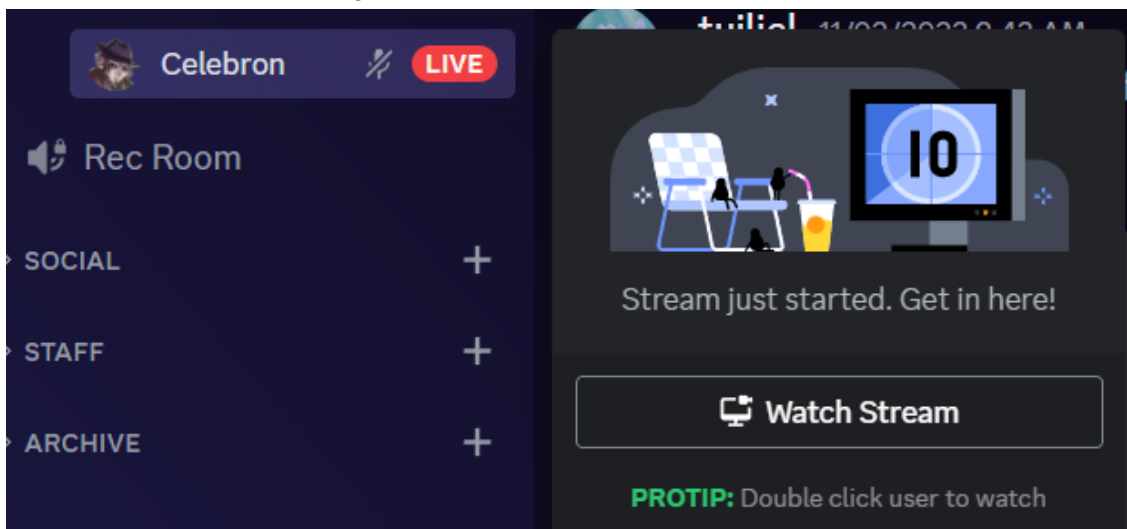 Celebron
LIVE
Rec Room
SOCIAL
STAFF
ARCHIVE
10
Stream just started. Get in here!
Watch Stream
PROTIP: Double click user to watch